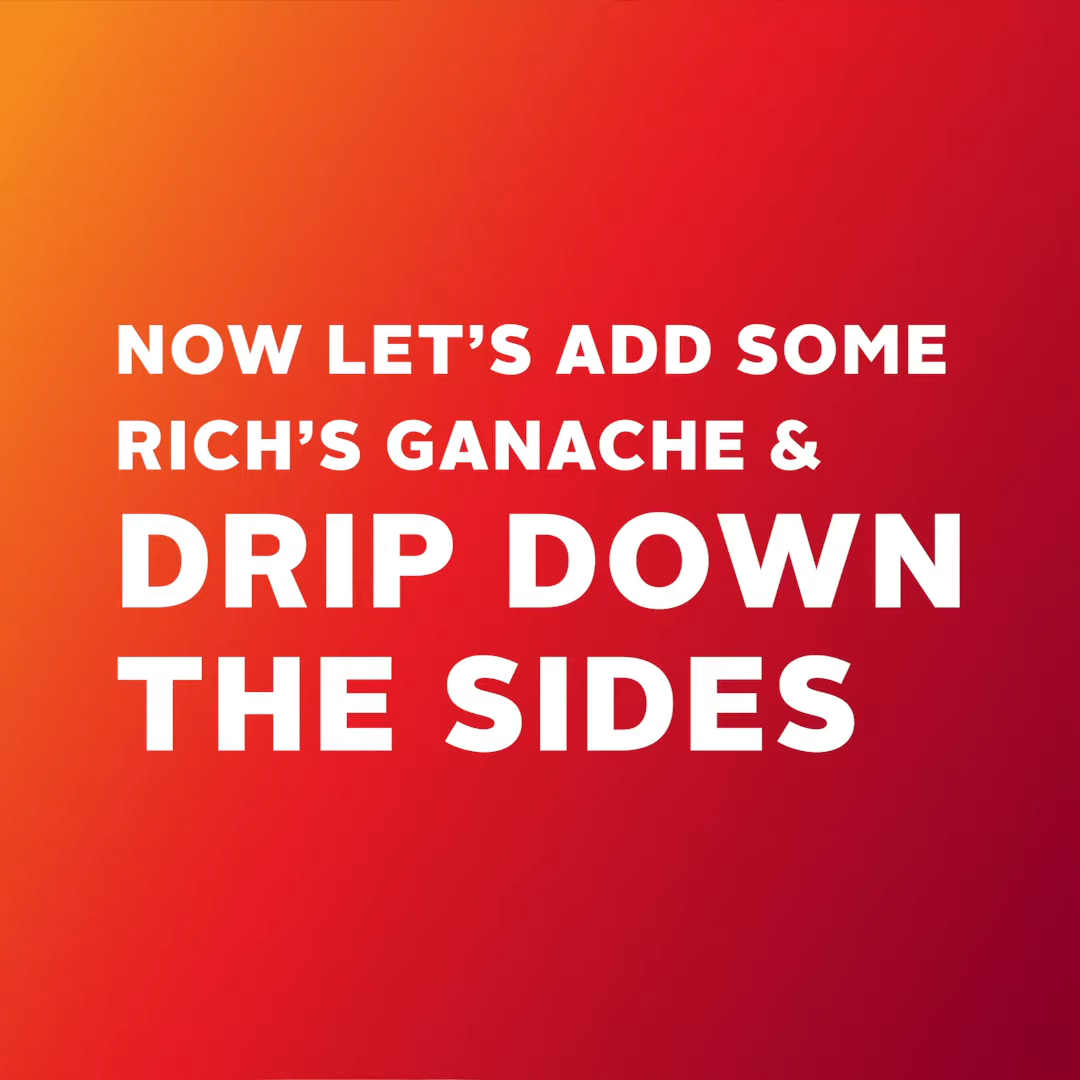 NOW LET’S ADD SOME
RICH’S GANACHE &
DRIP DOWN
THE SIDES